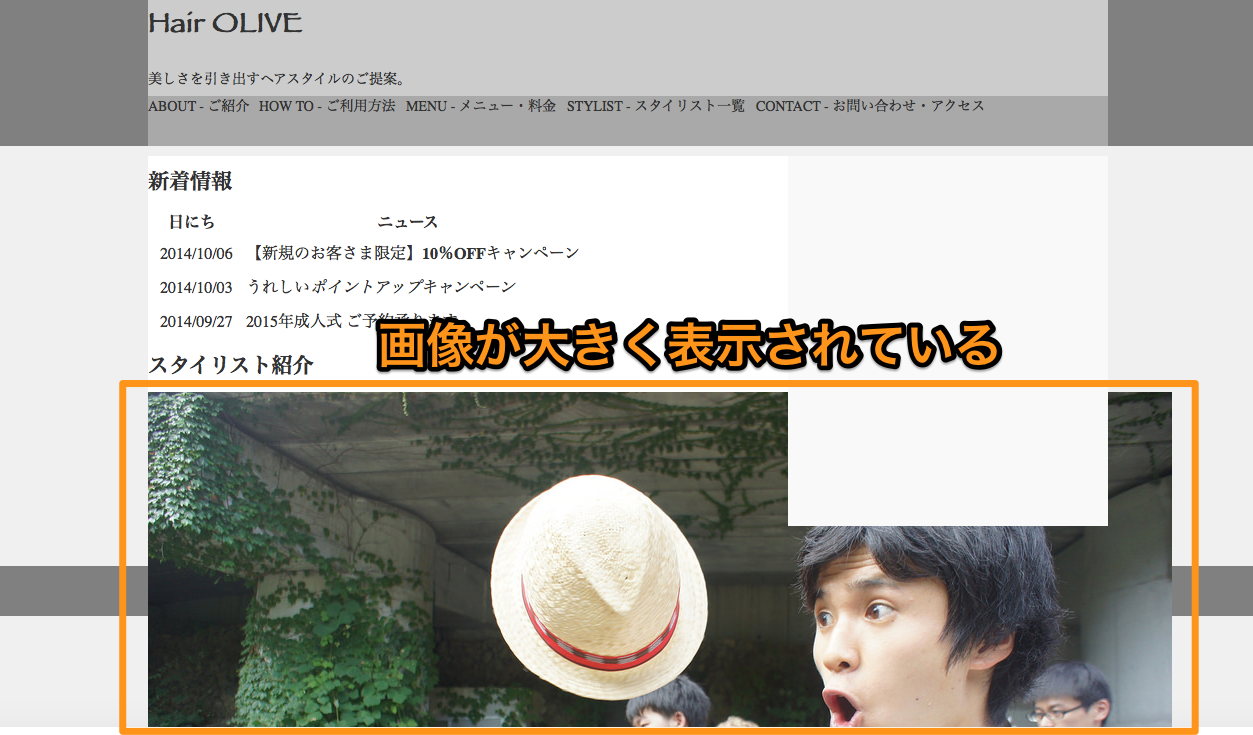 Hair OLIVE
美しさを引き出すヘアスタイルのご提案。
ABOUT - ご紹介 HOW TO - ご利用方法 MENU - メニュー・料金 STYLIST - スタイリスト一覧 CONTACT - お問い合わせ・アクセス
新着情報
日にち ニュース
2014/10/06 【新規のお客さま限定】10%OFFキャンペーン
2014/10/03 うれしいポイントアップキャンペーン
2014/09/27 2015年成人式 ご予約承ります
画像が大きく表示されている
スタイリスト紹介